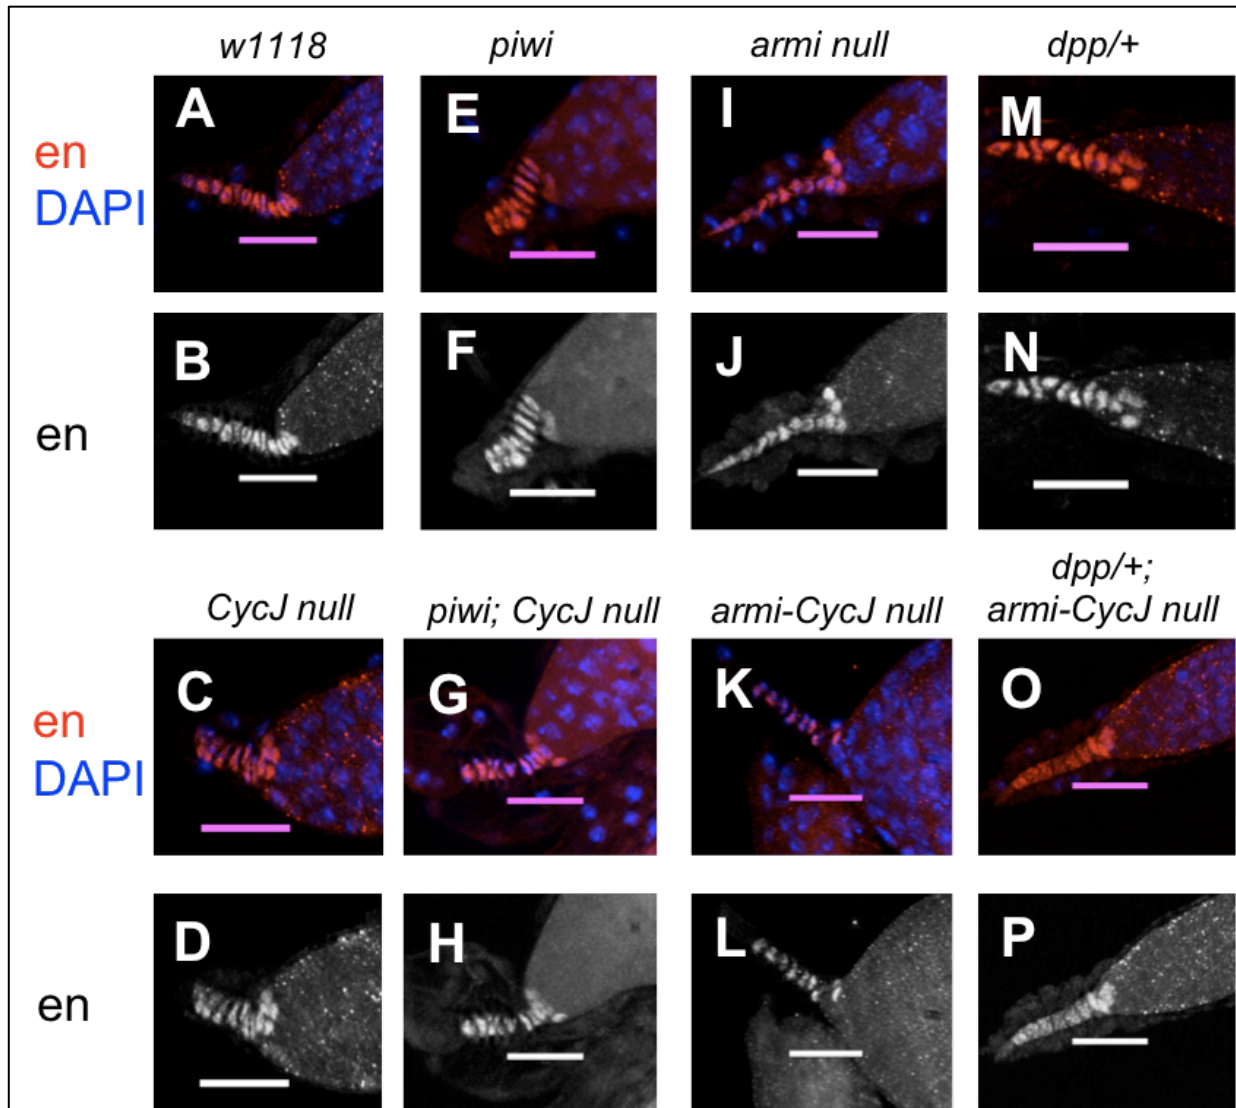 w1118 piwi armi null dpp/+
A E I M
en
DAPI
B F J N
en
dpp/+;
CycJ null piwi; CycJ null armi-CycJ null armi-CycJ null
C G K O
en
DAPI
D H L P
en